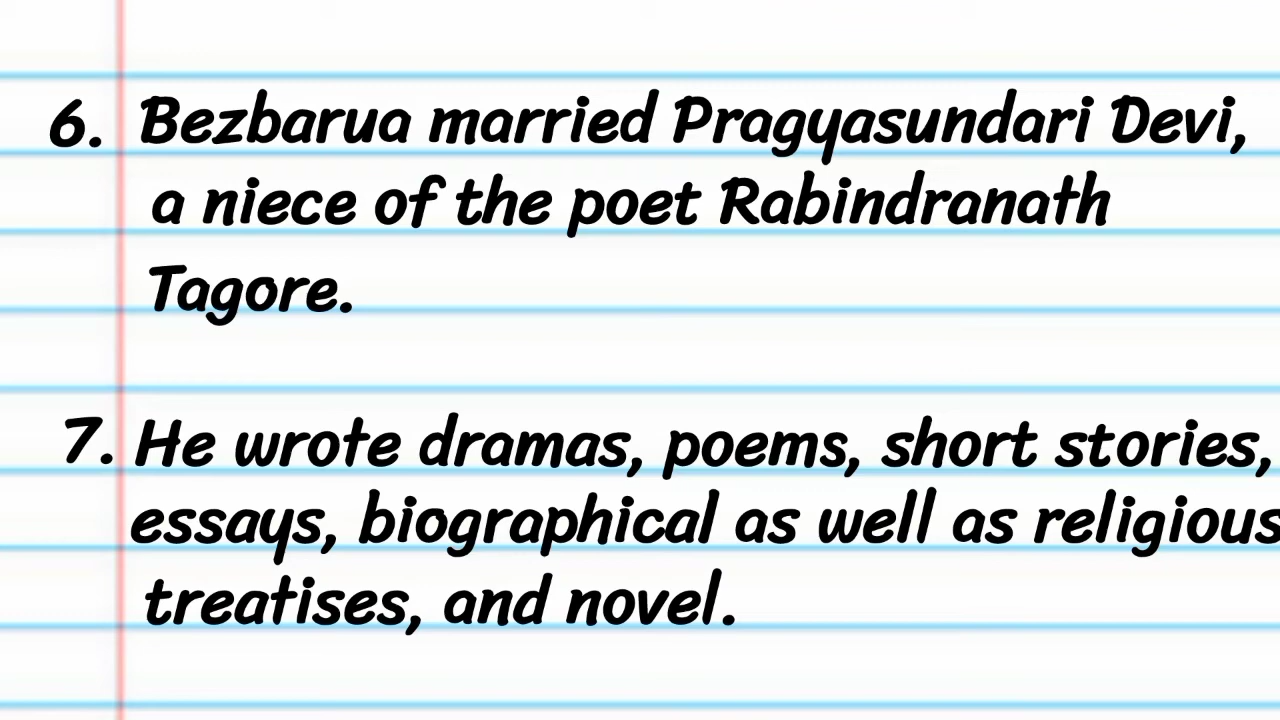 6. Bezbarua married Pragyasundari Devi,
a niece of the poet Rabindranath
Tagore.
7. He wrote dramas, poems, short stories,
essays, biographical as well as religious
treatises, and novel.